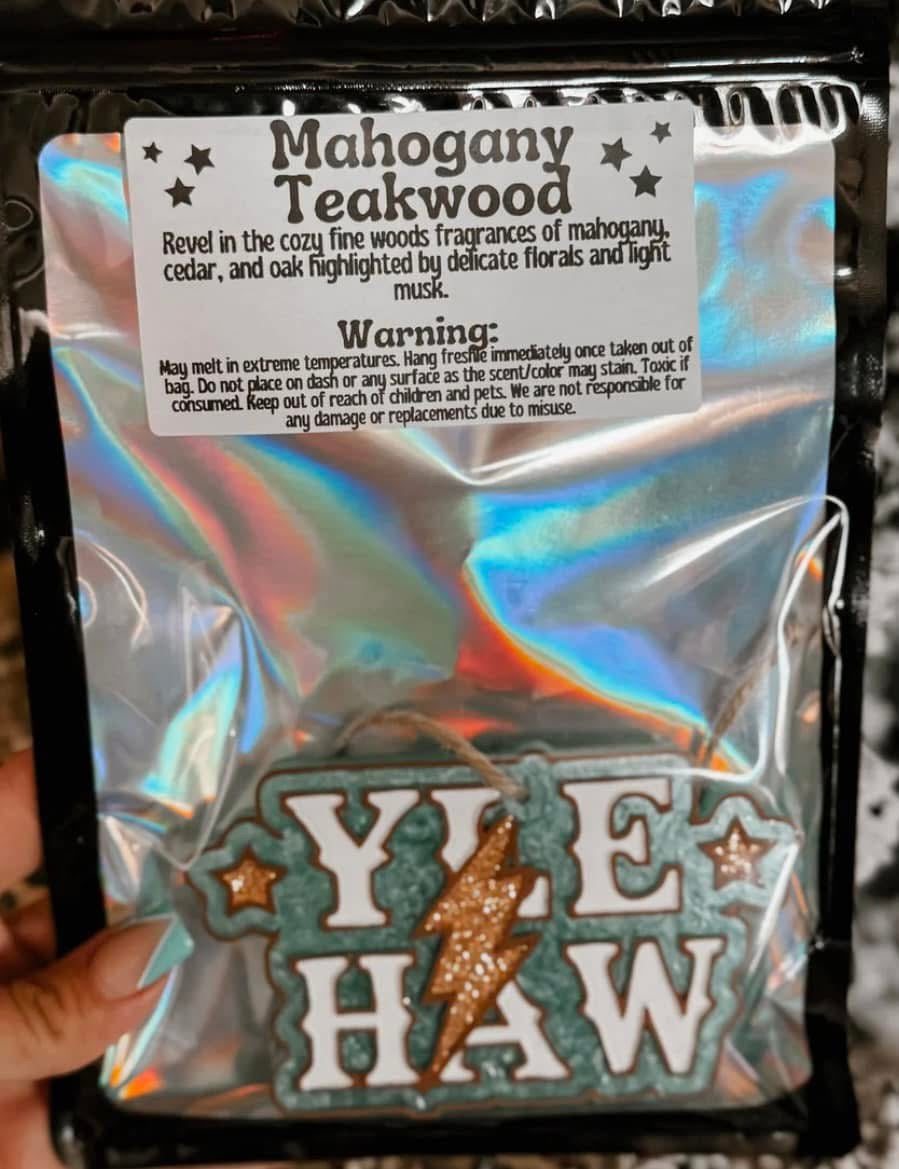 Mahogany
Teakwood
Revel in the cozy fine woods fragrances of mahogany,
cedar, and oak highlighted by delicate florals and light
musk.
Warning:
May melt in extreme temperatures. Hang freshie immediately once taken out of
bag. Do not place on dash or any surface as the scent/color may stain. Toxic if
consumed. Keep out of reach of children and pets. We are not responsible for
any damage or replacements due to misuse.
YEE
HAW